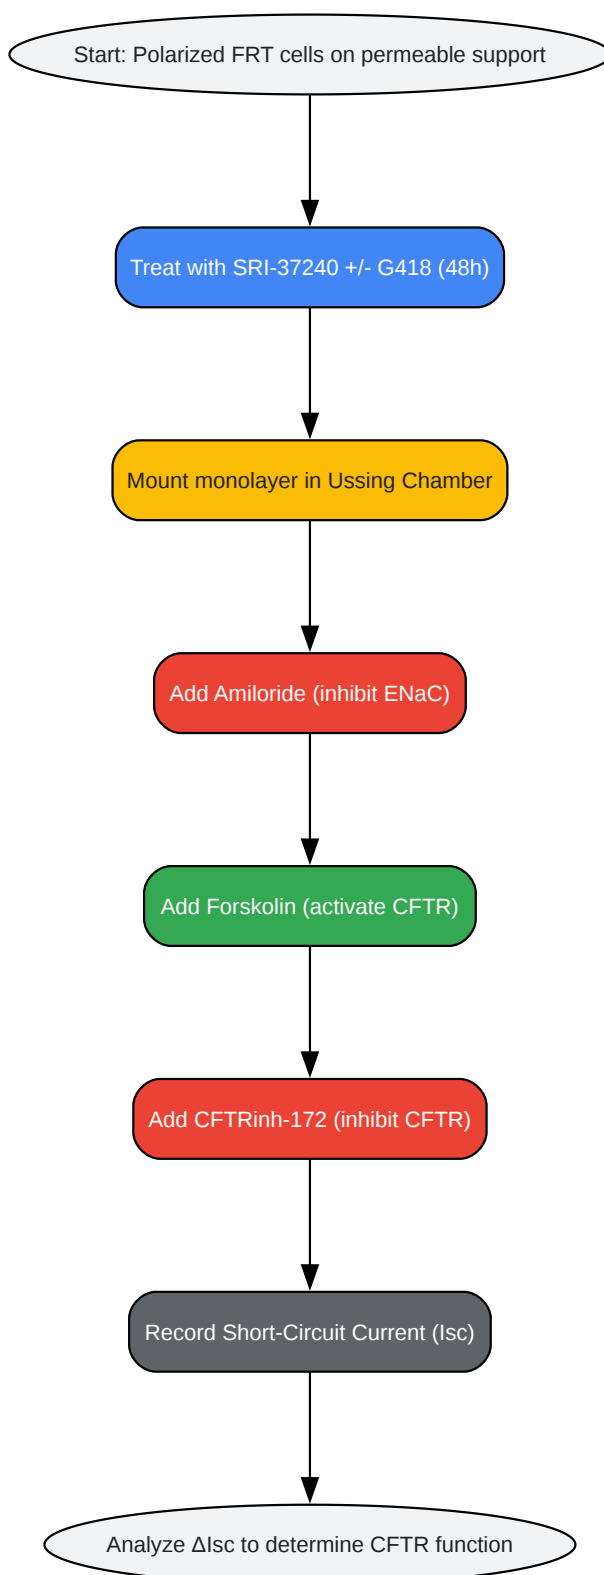 Start: Polarized FRT cells on permeable support
Treat with SRI-37240 +/- G418 (48h)
Mount monolayer in Ussing Chamber
Add Amiloride (inhibit ENaC)
Add Forskolin (activate CFTR)
Add CFTRinh-172 (inhibit CFTR)
Record Short-Circuit Current (Isc)
Analyze ΔIsc to determine CFTR function